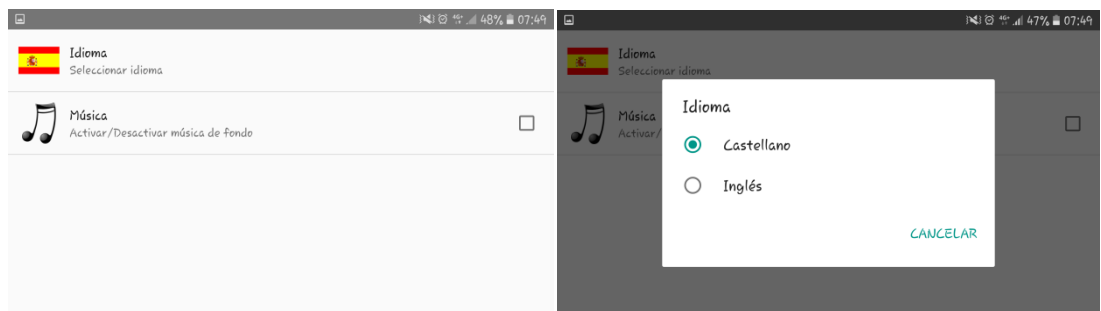 48% 07:49
Idioma
Seleccionar idioma
Música
Activar/Desactivar música de fondo
47% 07:49
Idioma
Seleccionar idioma
Música
Activar/
Idioma
Castellano
Inglés
CANCELAR